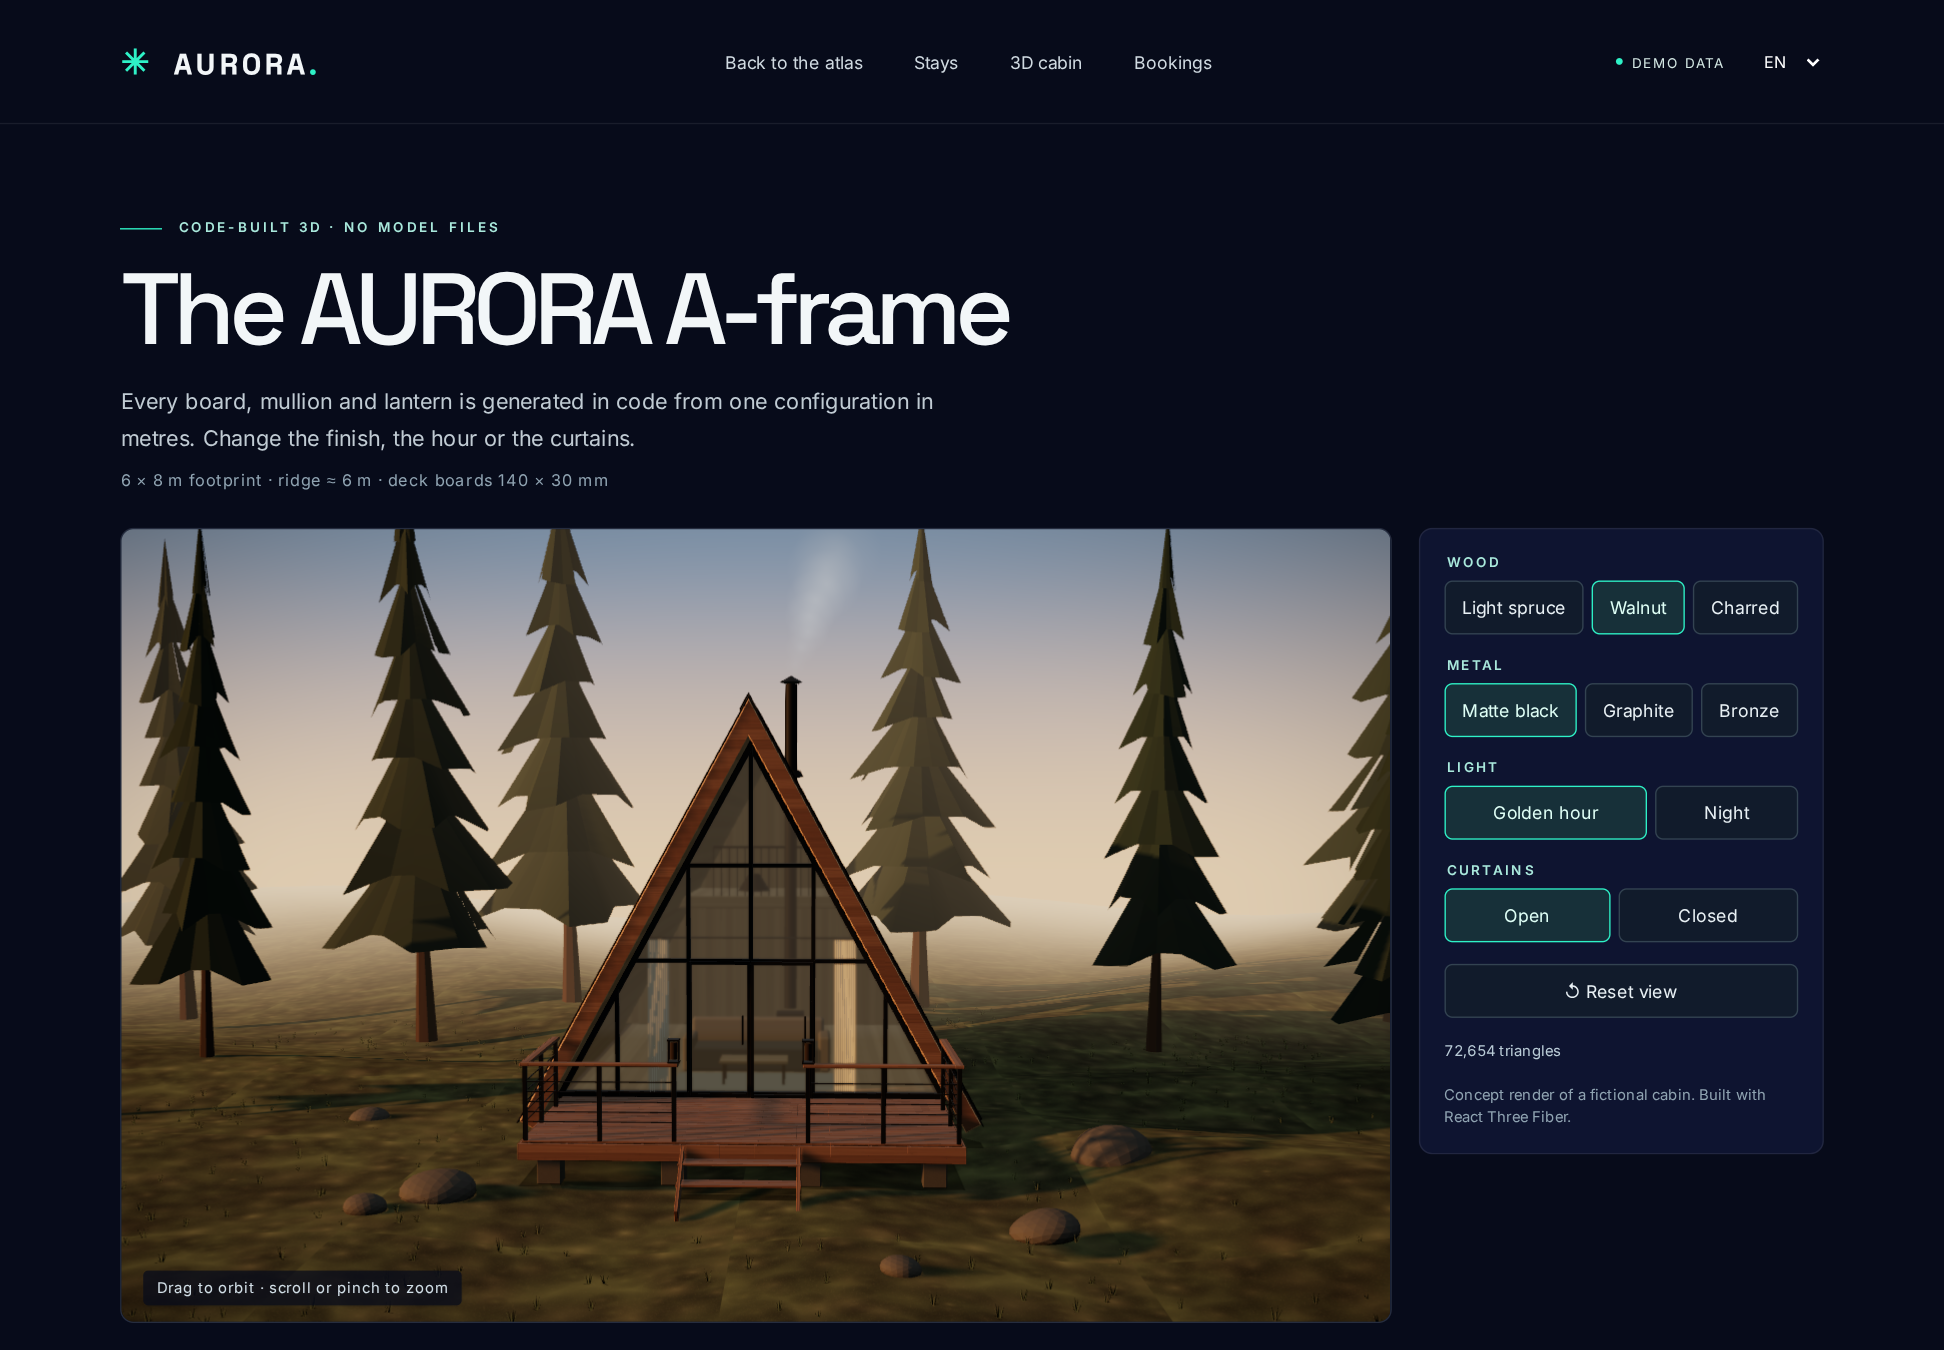 AURORA.
Back to the atlas
Stays
3D cabin
Bookings
DEMO DATA
EN
CODE-BUILT 3D · NO MODEL FILES
The AURORA A-frame
Every board, mullion and lantern is generated in code from one configuration in
metres. Change the finish, the hour or the curtains.
6 × 8 m footprint · ridge ≈ 6 m · deck boards 140 × 30 mm
Drag to orbit · scroll or pinch to zoom
WOOD
Light spruce
Walnut
Charred
METAL
Matte black
Graphite
Bronze
LIGHT
Golden hour
Night
CURTAINS
Open
Closed
Reset view
72,654 triangles
Concept render of a fictional cabin. Built with
React Three Fiber.